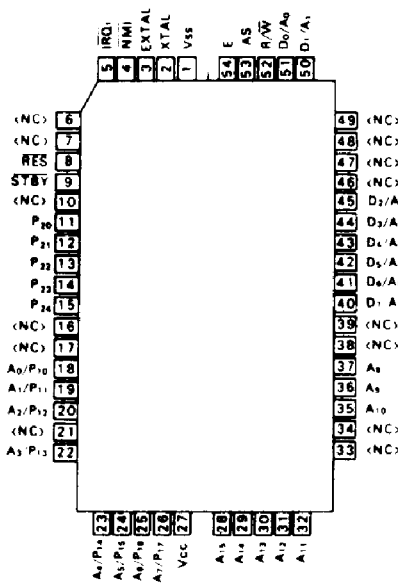 IRQ1 NMI EXTAL XTAL Vss E AS R/W D0/A0 D1/A1
5 4 3 2 1 54 53 52 51 50
<NC> 6 49 <NC>
<NC> 7 48 <NC>
RES 8 47 <NC>
STBY 9 46 <NC>
<NC> 10 45 D2/A
P20 11 44 D3/A
P21 12 43 D4/A
P22 13 42 D5/A
P23 14 41 D6/A
P24 15 40 D7 A
<NC> 16 39 <NC>
<NC> 17 38 <NC>
A0/P10 18 37 A8
A1/P11 19 36 A9
A2/P12 20 35 A10
<NC> 21 34 <NC>
A3/P13 22 33 <NC>
23 24 25 26 27 28 29 30 31 32
A4/P14 A5/P15 A6/P16 A7/P17 Vcc A15 A14 A13 A12 A11